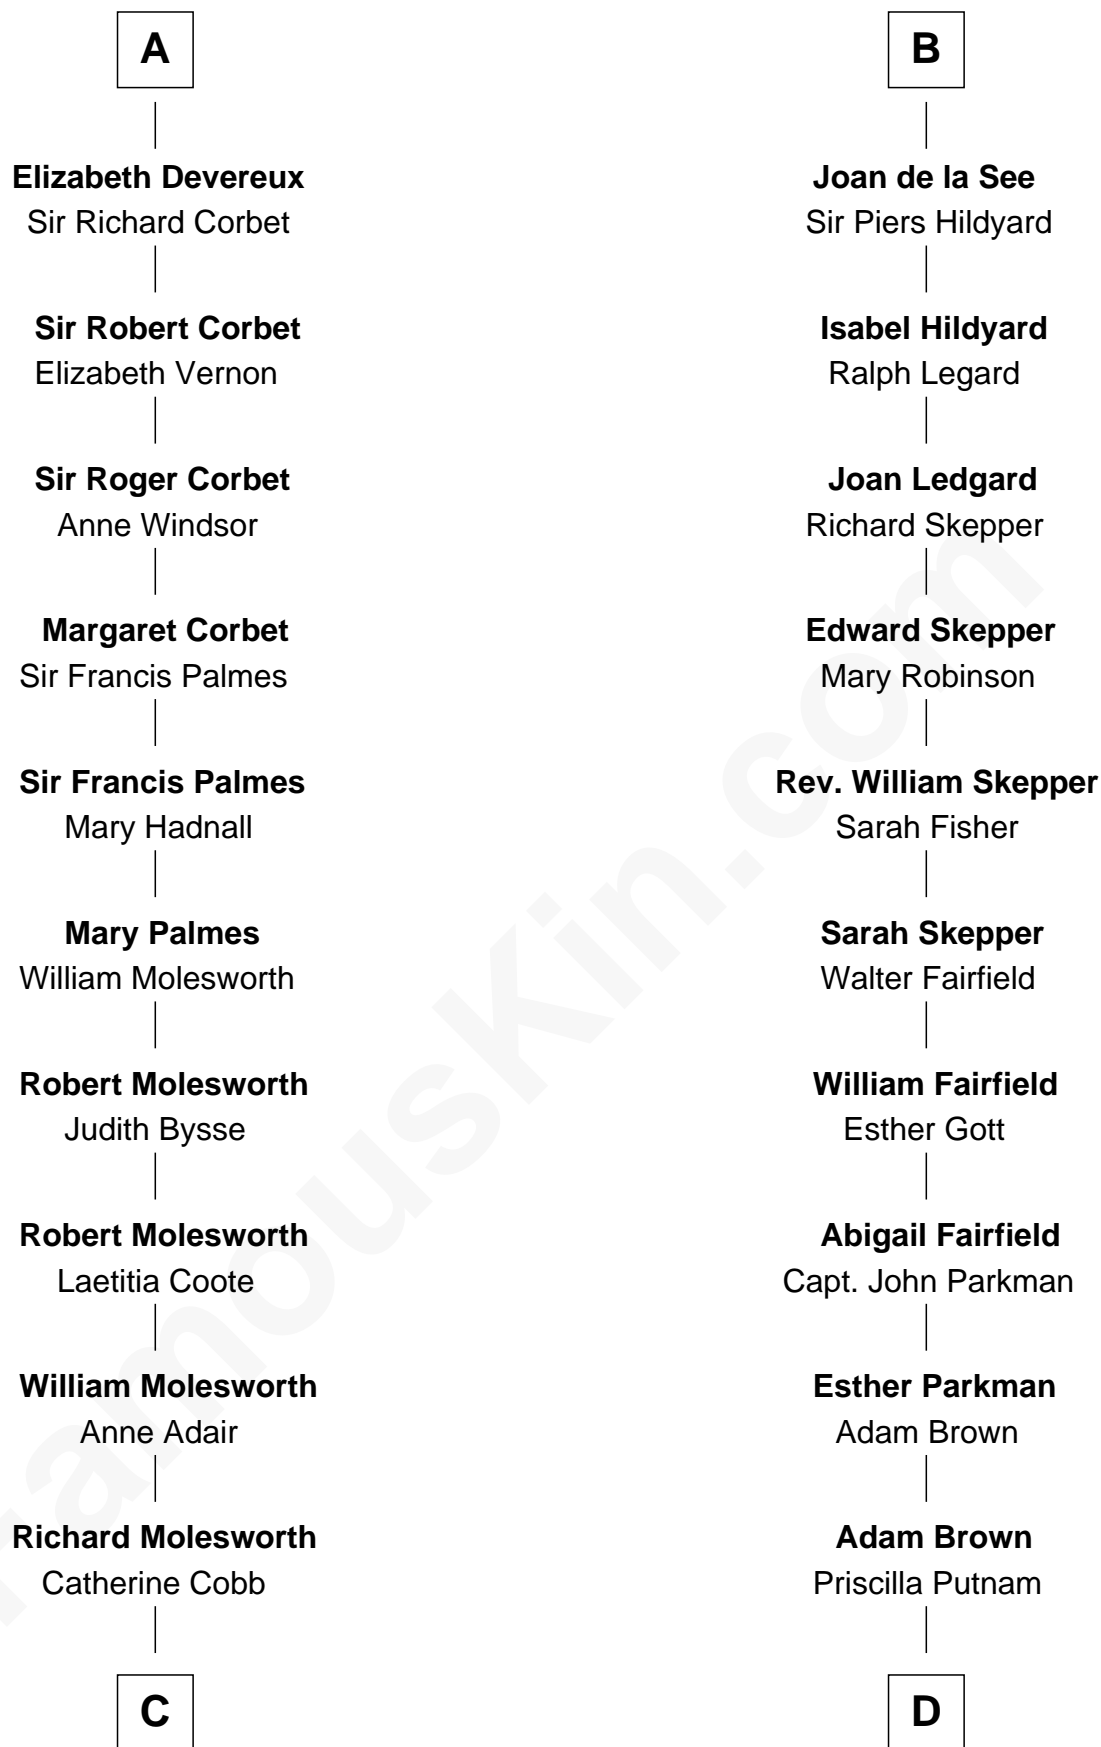 A
Elizabeth Devereux
Sir Richard Corbet
Sir Robert Corbet
Elizabeth Vernon
Sir Roger Corbet
Anne Windsor
Margaret Corbet
Sir Francis Palmes
Sir Francis Palmes
Mary Hadnall
Mary Palmes
William Molesworth
Robert Molesworth
Judith Bysse
Robert Molesworth
Laetitia Coote
William Molesworth
Anne Adair
Richard Molesworth
Catherine Cobb
C
B
Joan de la See
Sir Piers Hildyard
Isabel Hildyard
Ralph Legard
Joan Ledgard
Richard Skepper
Edward Skepper
Mary Robinson
Rev. William Skepper
Sarah Fisher
Sarah Skepper
Walter Fairfield
William Fairfield
Esther Gott
Abigail Fairfield
Capt. John Parkman
Esther Parkman
Adam Brown
Adam Brown
Priscilla Putnam
D
FamousKin.com